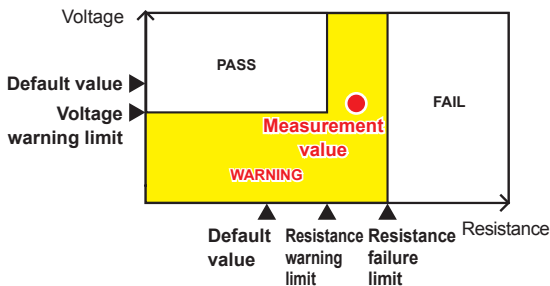 Voltage
PASS
Default value
FAIL
Voltage
warning limit
Measurement
value
WARNING
Default
value
Resistance
warning
limit
Resistance
failure
limit
Resistance